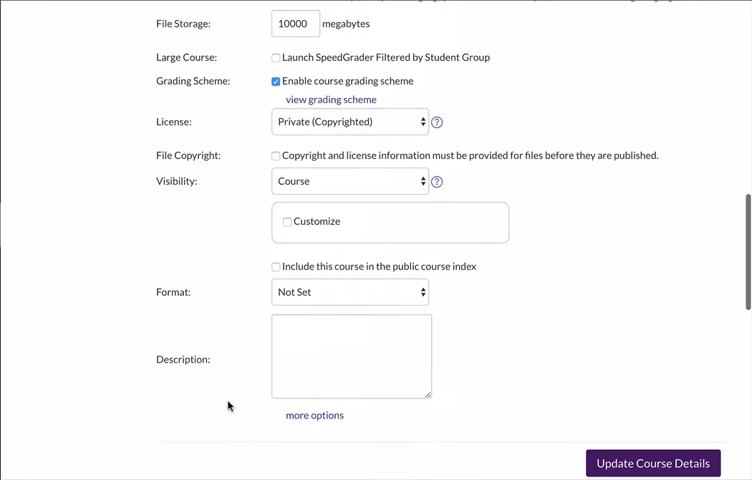 File Storage: 10000 megabytes
Large Course: Launch SpeedGrader Filtered by Student Group
Grading Scheme: Enable course grading scheme
view grading scheme
License: Private (Copyrighted) ?
File Copyright: Copyright and license information must be provided for files before they are published.
Visibility: Course ?
Customize
Include this course in the public course index
Format: Not Set
Description:
more options
Update Course Details